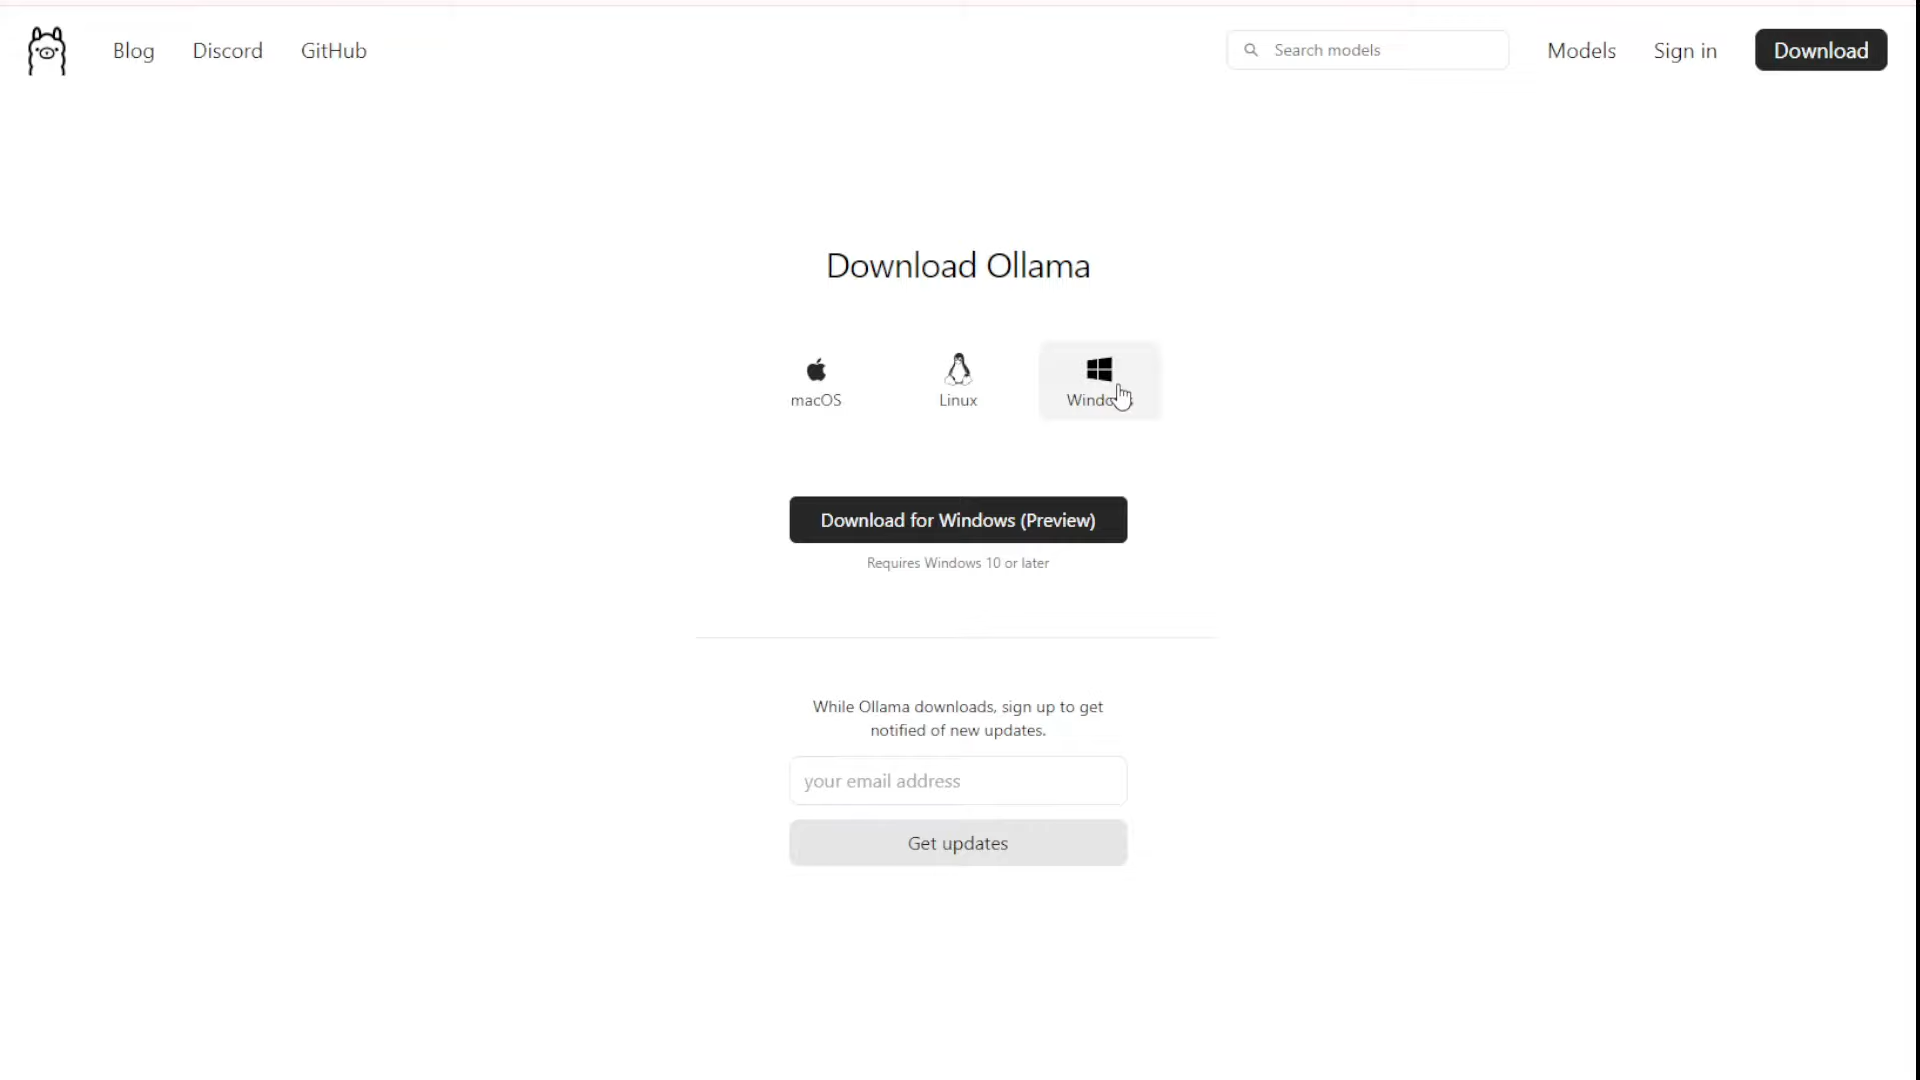 Blog Discord GitHub Search models Models Sign in Download
Download Ollama
macOS Linux Windows
Download for Windows (Preview)
Requires Windows 10 or later
While Ollama downloads, sign up to get
notified of new updates.
your email address
Get updates